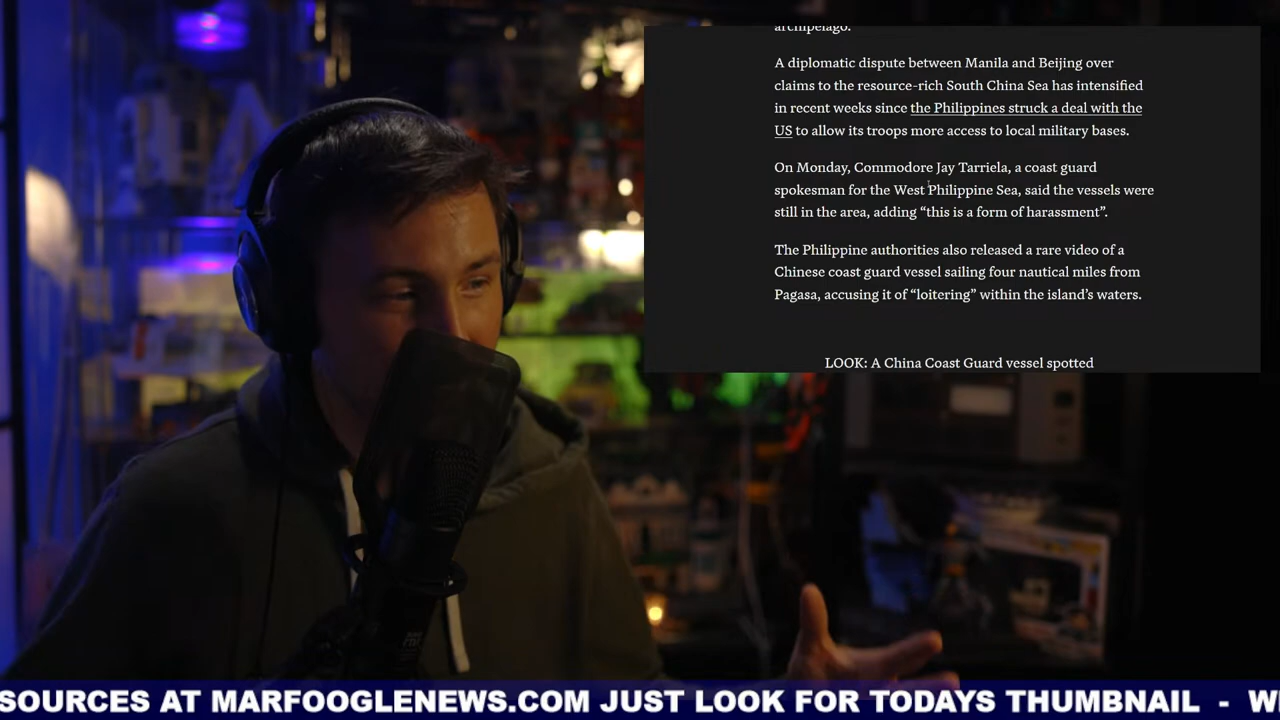 archipelago.
A diplomatic dispute between Manila and Beijing over
claims to the resource-rich South China Sea has intensified
in recent weeks since the Philippines struck a deal with the
US to allow its troops more access to local military bases.
On Monday, Commodore Jay Tarriela, a coast guard
spokesman for the West Philippine Sea, said the vessels were
still in the area, adding “this is a form of harassment”.
The Philippine authorities also released a rare video of a
Chinese coast guard vessel sailing four nautical miles from
Pagasa, accusing it of “loitering” within the island’s waters.
LOOK: A China Coast Guard vessel spotted
SOURCES AT MARFOOGLENEWS.COM JUST LOOK FOR TODAYS THUMBNAIL - W